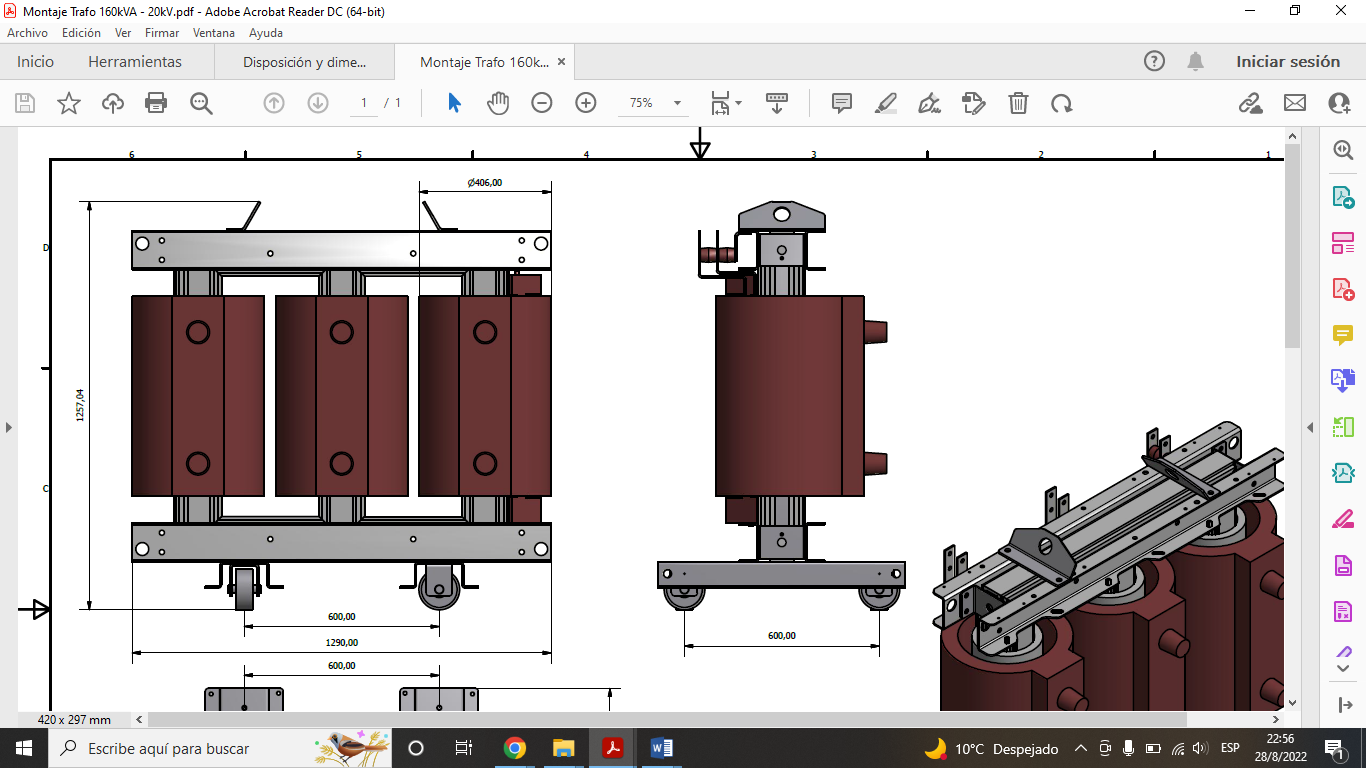 Montaje Trafo 160kVA - 20kV.pdf - Adobe Acrobat Reader DC (64-bit)
Archivo Edición Ver Firmar Ventana Ayuda
Inicio Herramientas Disposición y dime... Montaje Trafo 160k... × Iniciar sesión
1 / 1 75%
6 5 4 3 2 1
Ø406,00
D
1257,04
C
600,00
1290,00
600,00
600,00
420 x 297 mm
Escribe aquí para buscar
10°C Despejado ESP 22:56
28/8/2022 1